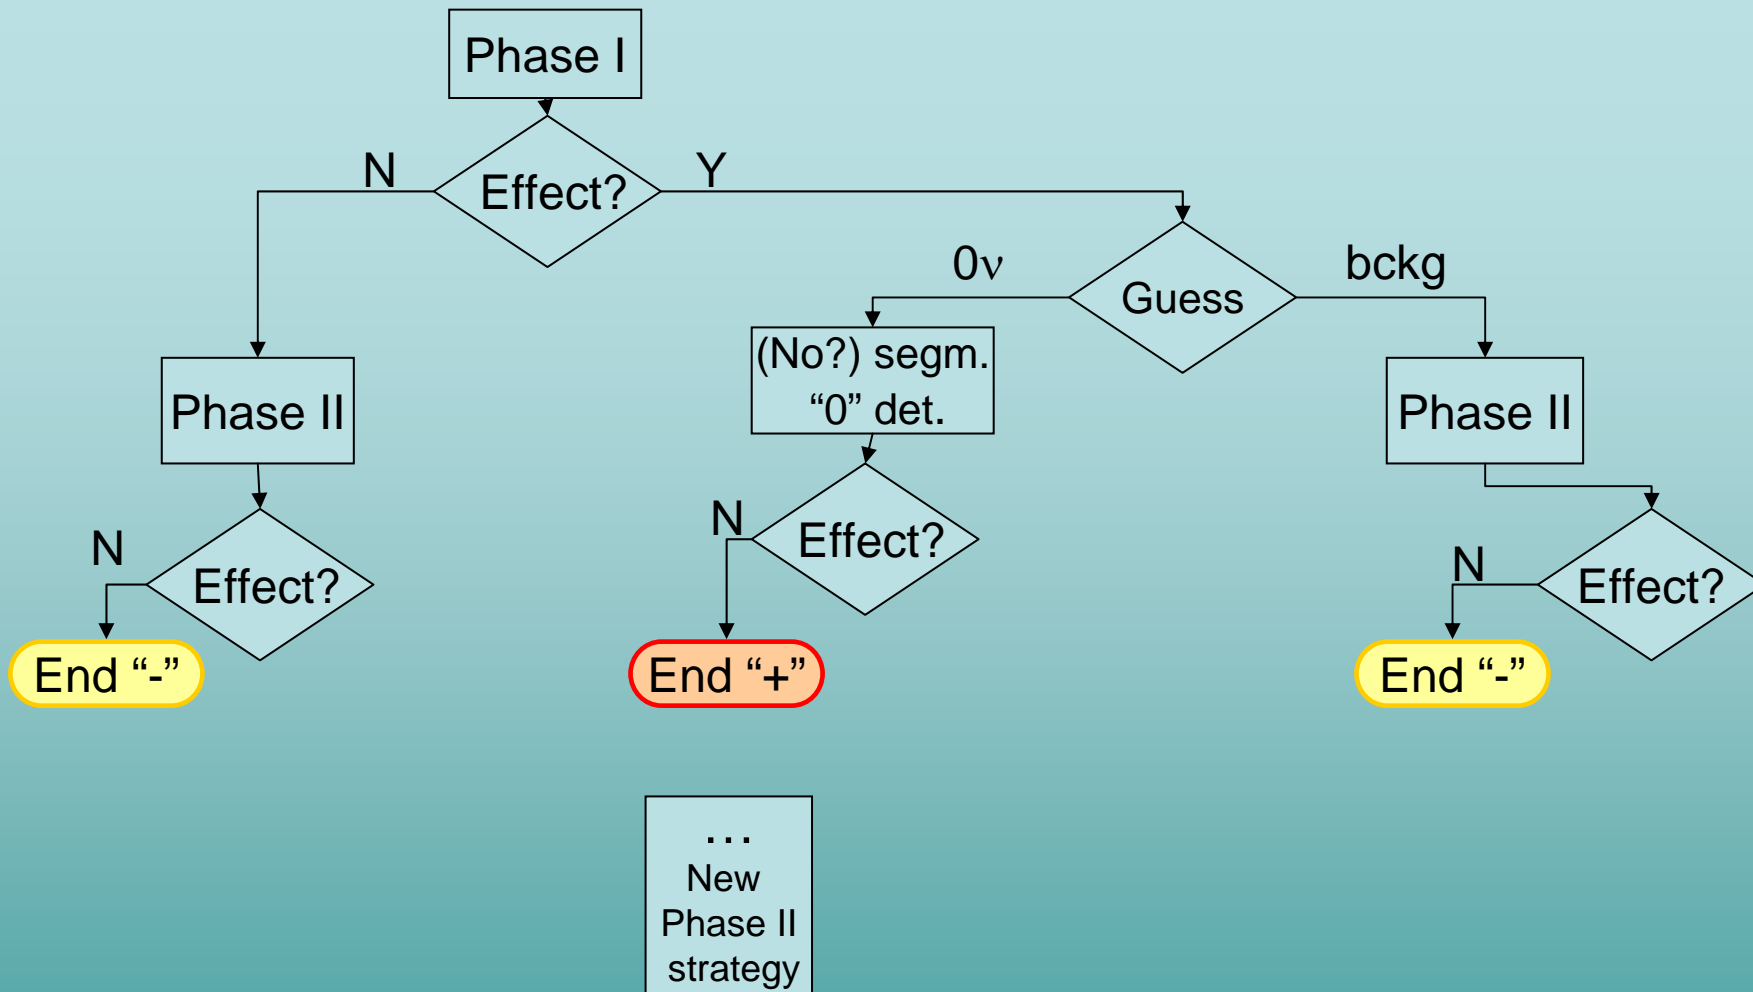 Phase I
N
Effect?
Y
0ν
Guess
bckg
(No?) segm.
“0” det.
Phase II
Phase II
N
Effect?
N
Effect?
N
Effect?
End “-”
End “+”
End “-”
…
New
Phase II
strategy